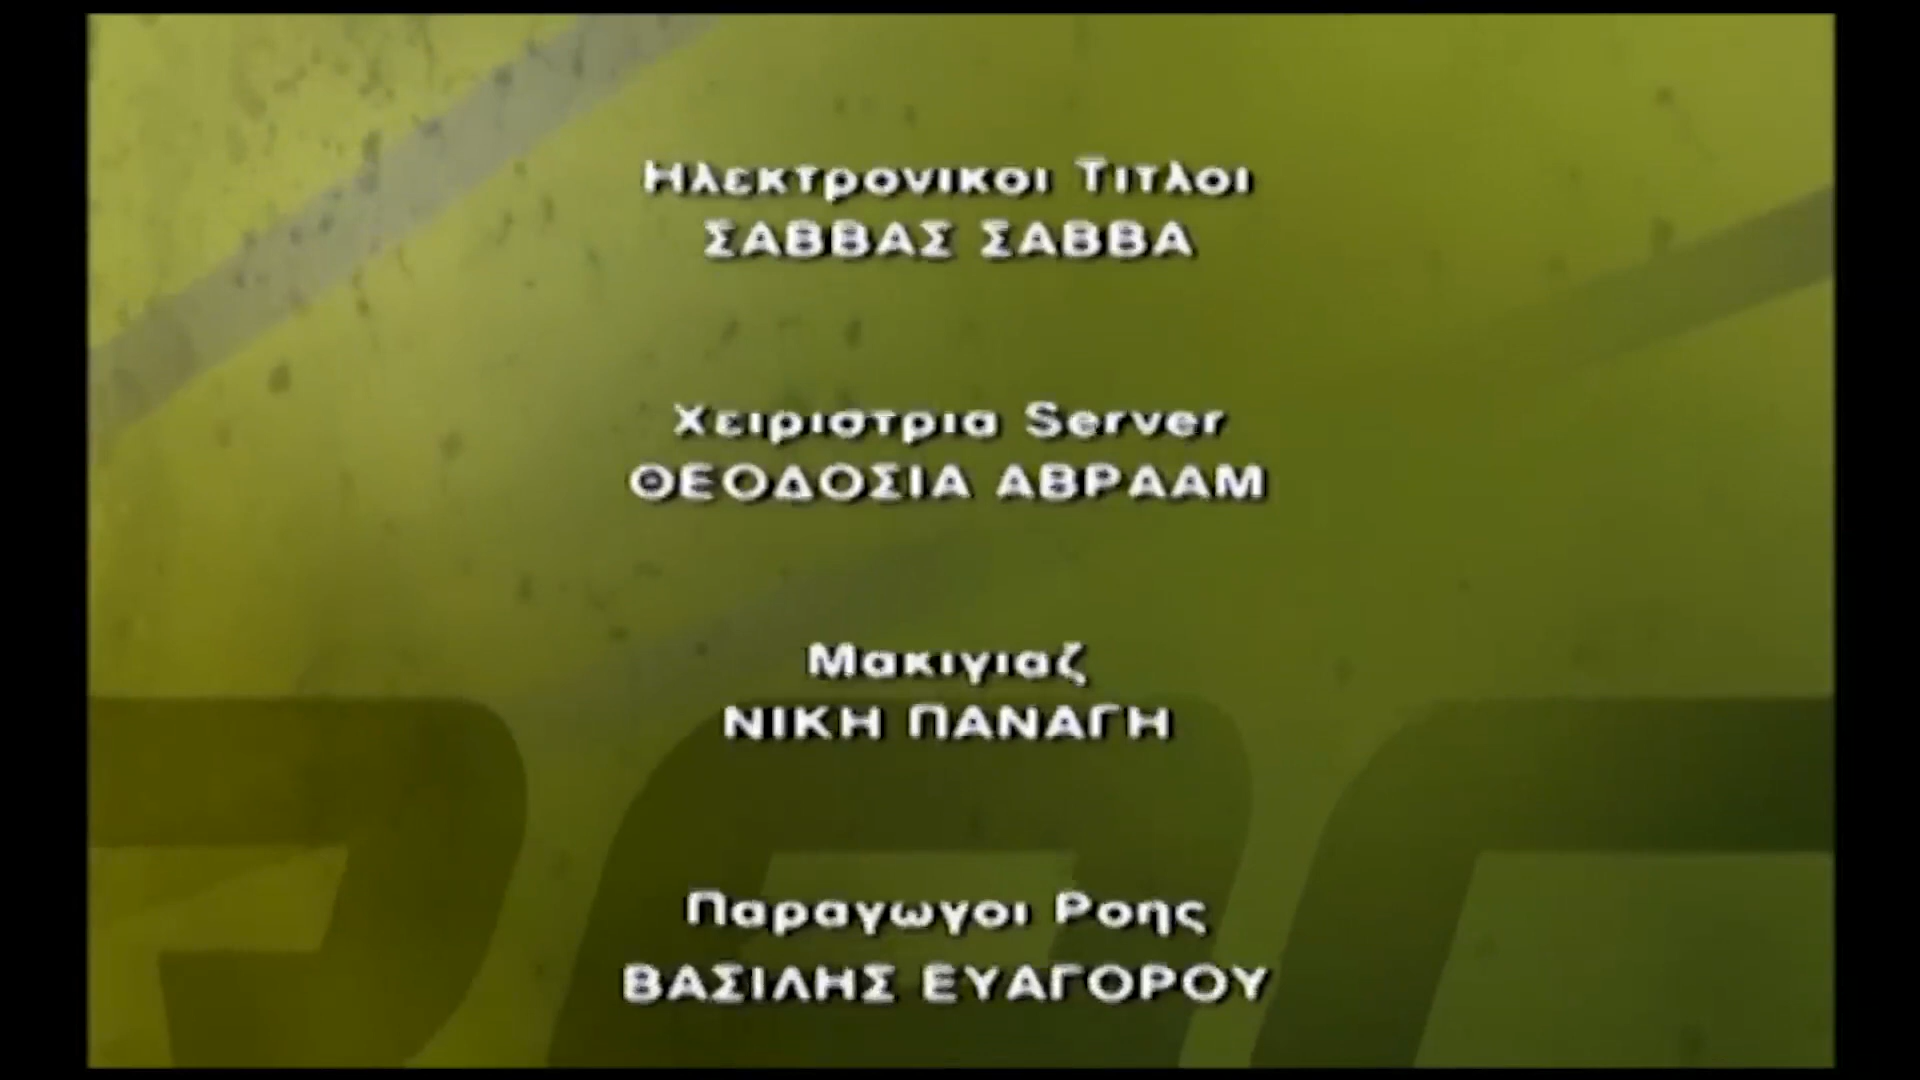 Ηλεκτρονικοι Τιτλοι
ΣΑΒΒΑΣ ΣΑΒΒΑ
Χειριστρια Server
ΘΕΟΔΟΣΙΑ ΑΒΡΑΑΜ
Μακιγιαζ
ΝΙΚΗ ΠΑΝΑΓΗ
Παραγωγοι Ροης
ΒΑΣΙΛΗΣ ΕΥΑΓΟΡΟΥ